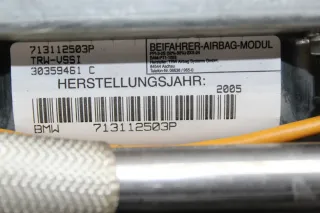 713112503P
TRW-VSSI
30359461 C
BEIFAHRER-AIRBAG-MODUL
HERSTELLUNGSJAHR: 2005
BMW 713112503P